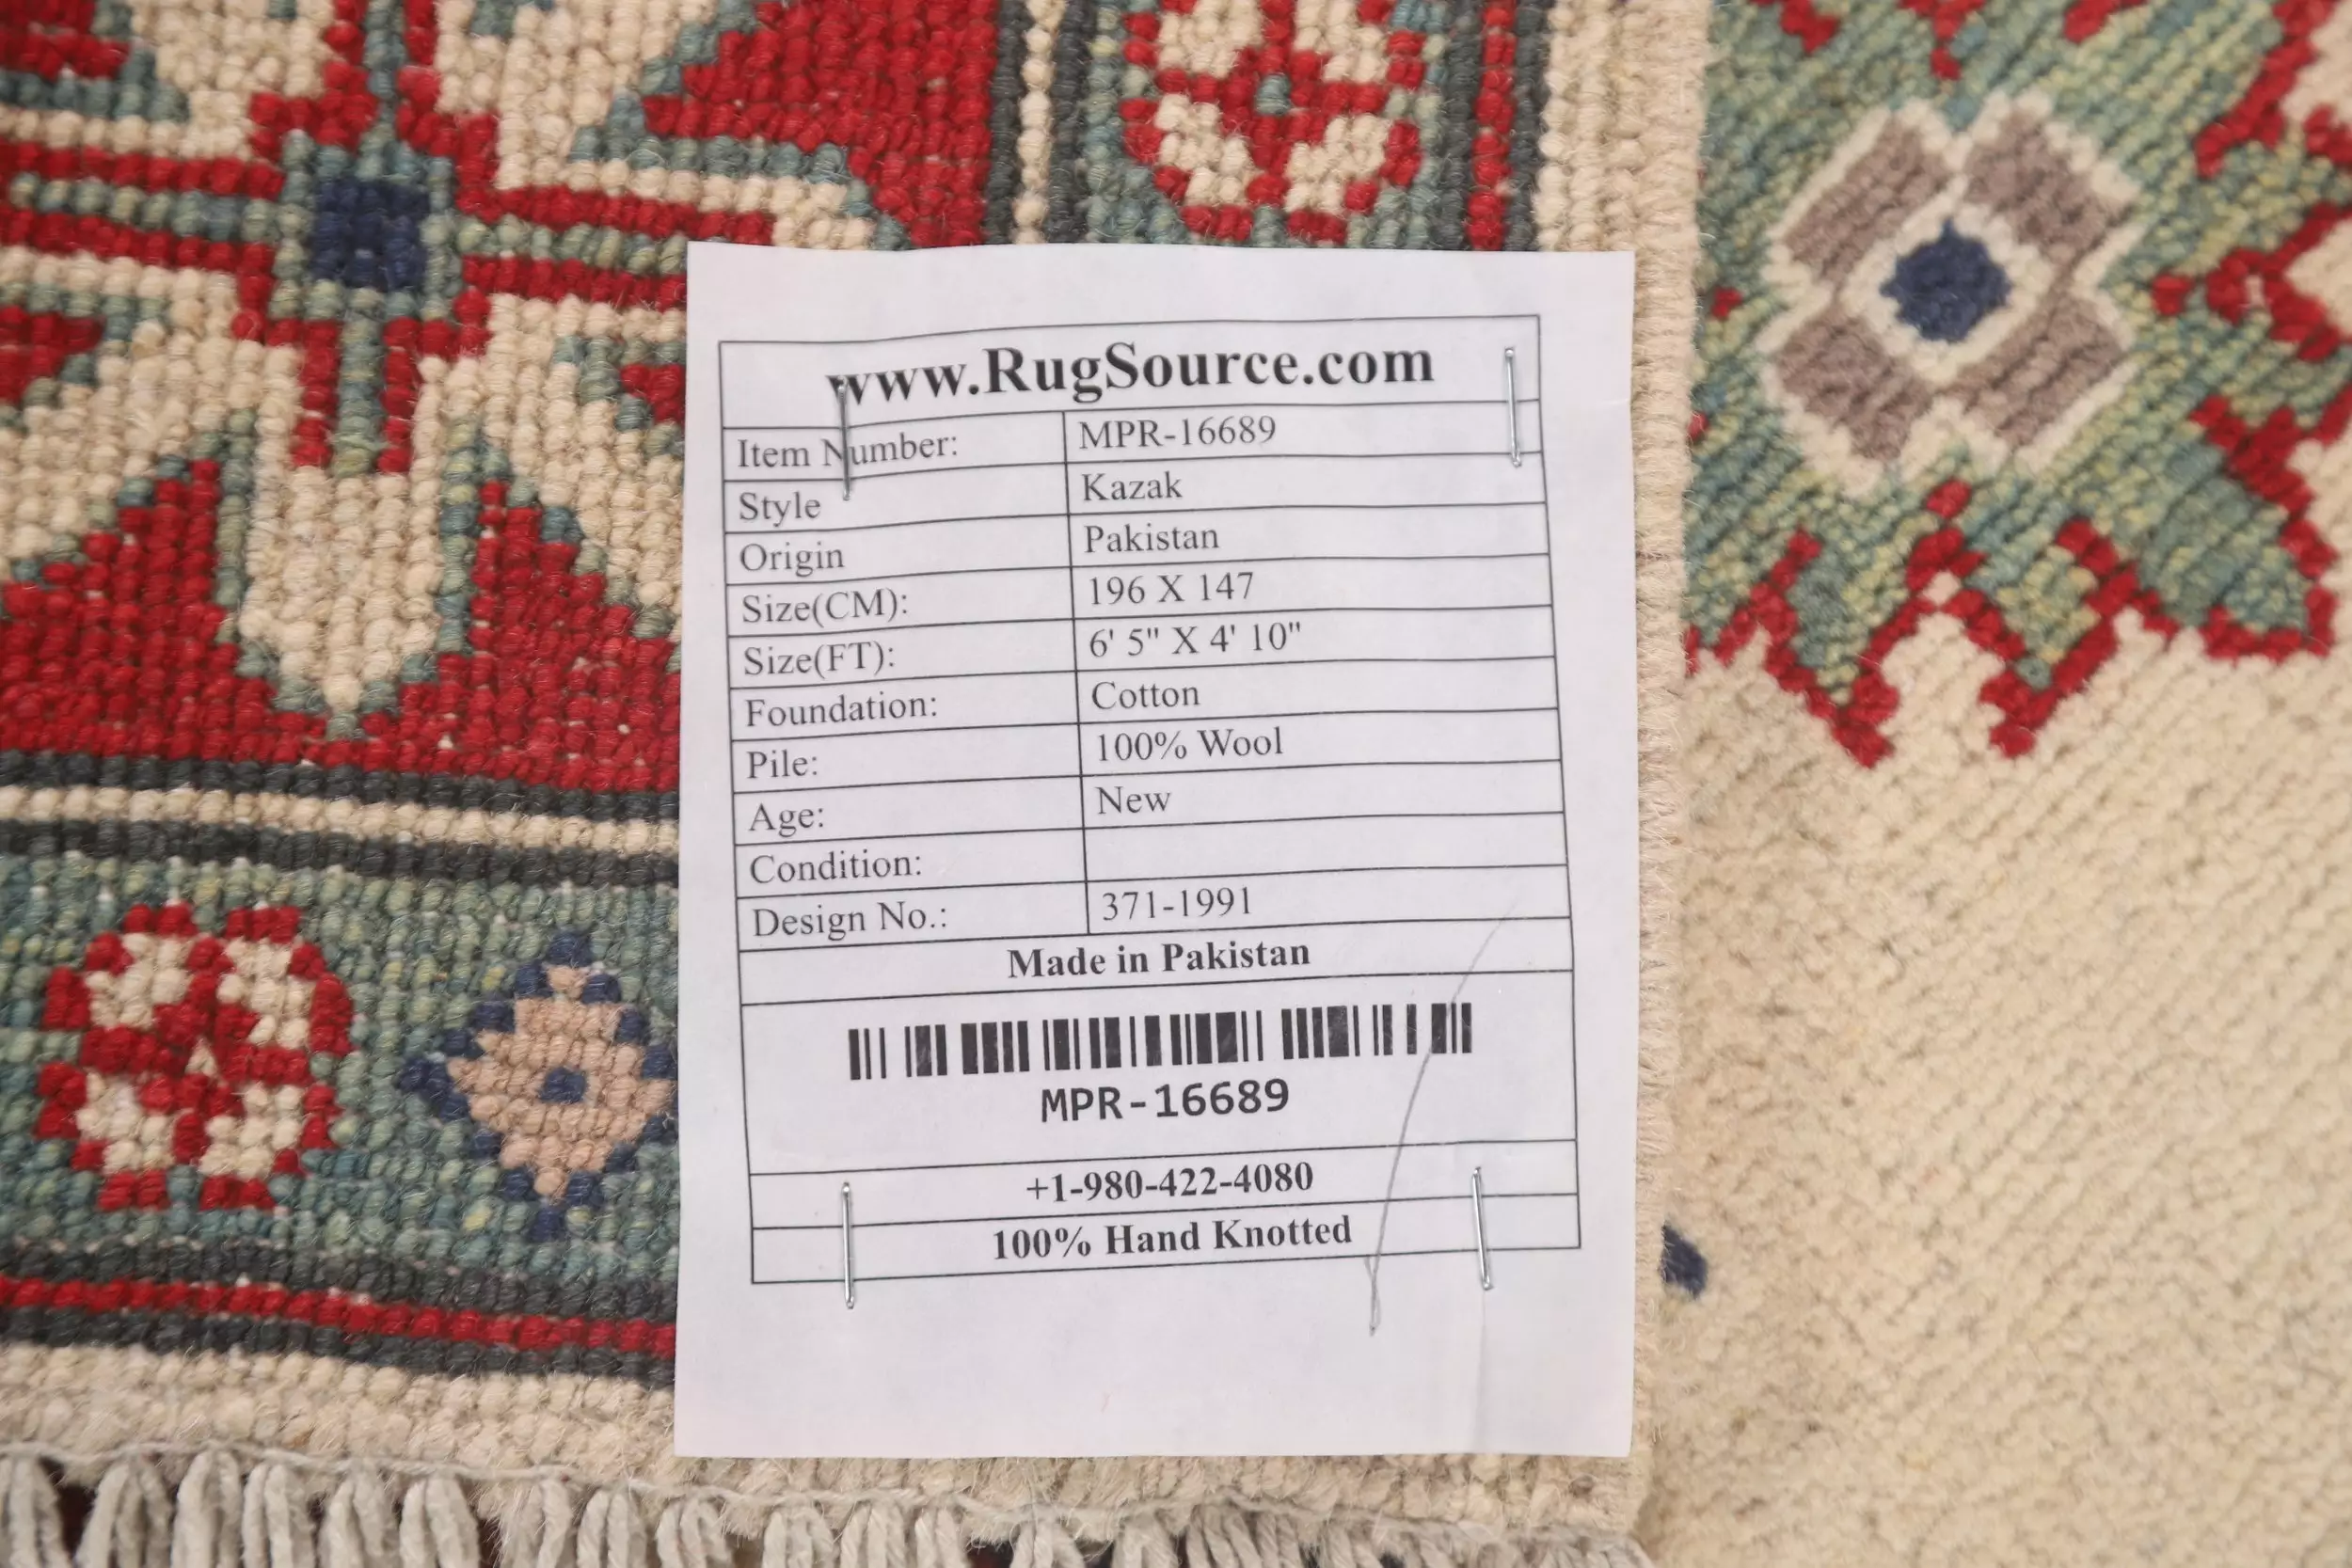 www.RugSource.com
Item Number: MPR-16689
Style Kazak
Origin Pakistan
Size(CM): 196 X 147
Size(FT): 6' 5" X 4' 10"
Foundation: Cotton
Pile: 100% Wool
Age: New
Condition:
Design No.: 371-1991
Made in Pakistan
MPR-16689
+1-980-422-4080
100% Hand Knotted